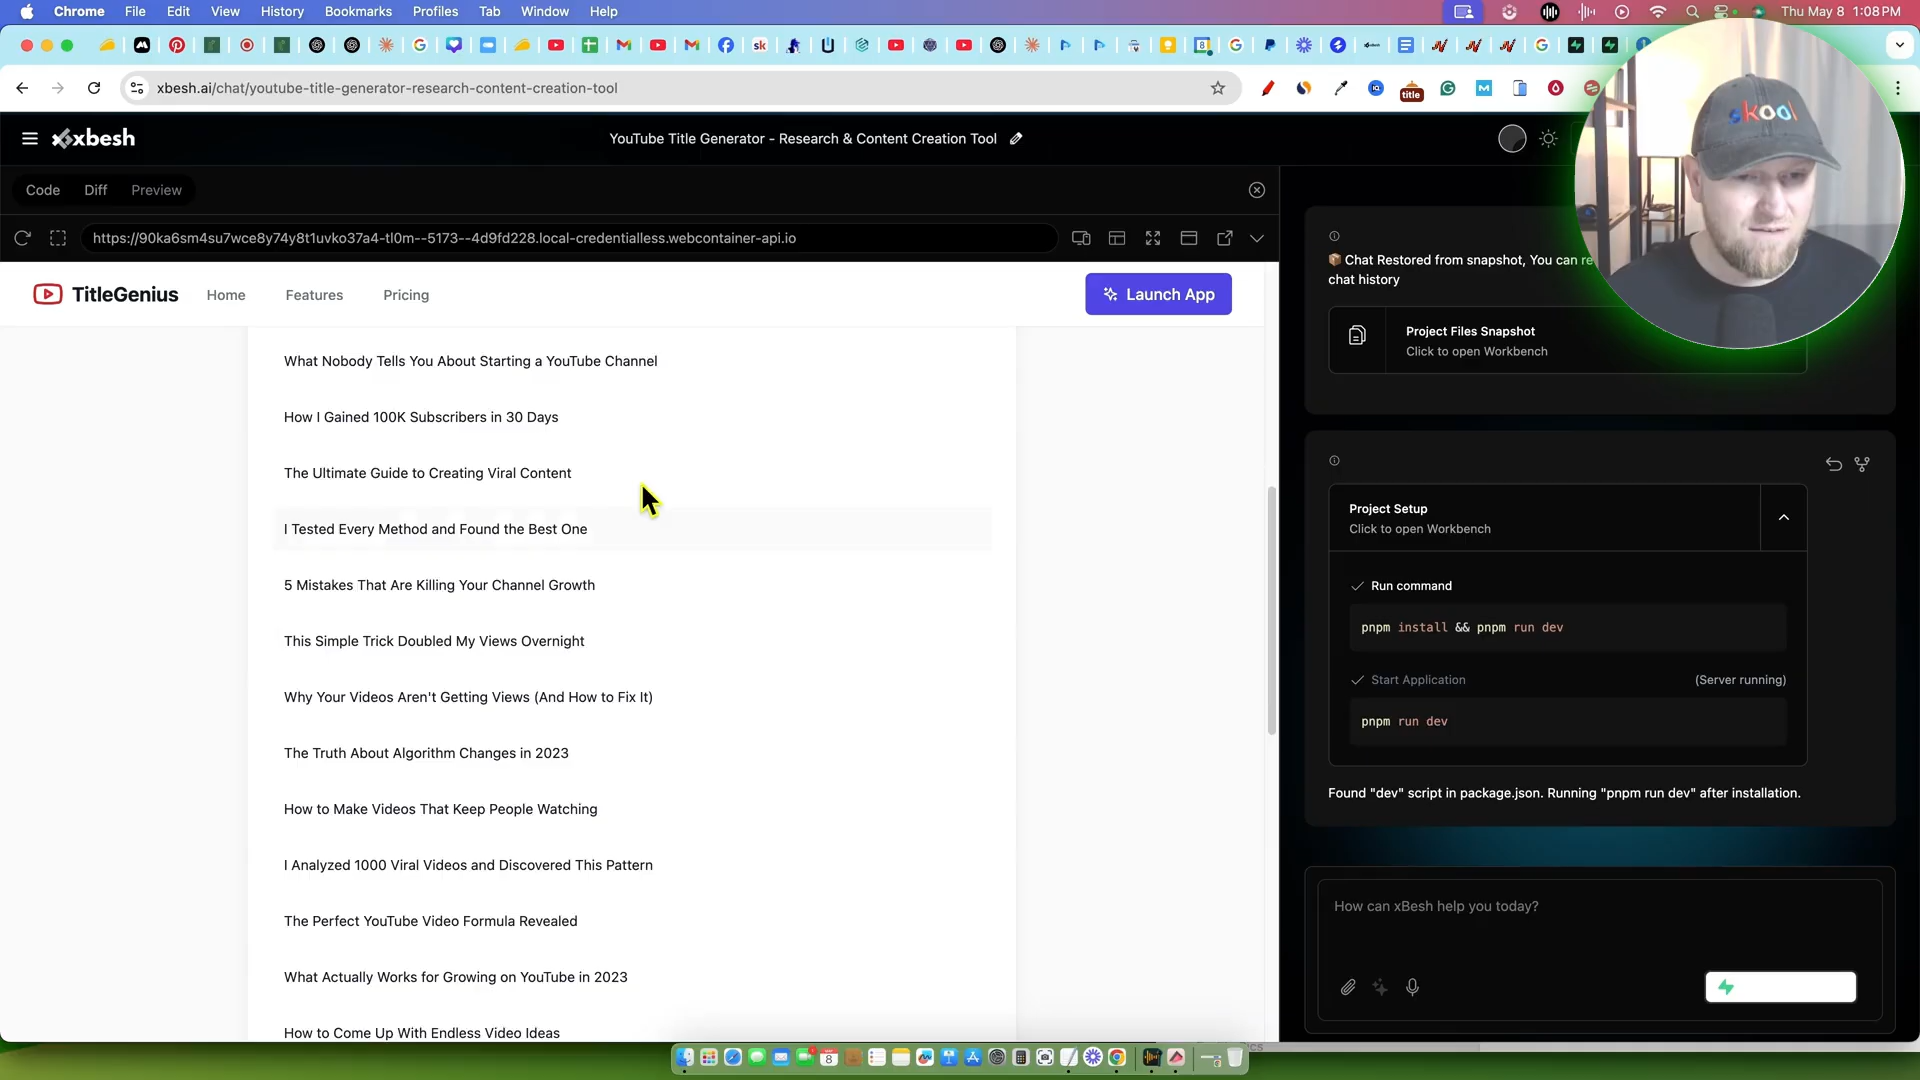 Chrome File Edit View History Bookmarks Profiles Tab Window Help
Thu May 8 1:08 PM
xbesh.ai/chat/youtube-title-generator-research-content-creation-tool
title
xbesh
YouTube Title Generator - Research & Content Creation Tool
skool
Code Diff Preview
https://90ka6sm4su7wce8y74y8t1uvko37a4-tl0m--5173--4d9fd228.local-credentialless.webcontainer-api.io
TitleGenius
Home Features Pricing
Launch App
What Nobody Tells You About Starting a YouTube Channel
How I Gained 100K Subscribers in 30 Days
The Ultimate Guide to Creating Viral Content
I Tested Every Method and Found the Best One
5 Mistakes That Are Killing Your Channel Growth
This Simple Trick Doubled My Views Overnight
Why Your Videos Aren't Getting Views (And How to Fix It)
The Truth About Algorithm Changes in 2023
How to Make Videos That Keep People Watching
I Analyzed 1000 Viral Videos and Discovered This Pattern
The Perfect YouTube Video Formula Revealed
What Actually Works for Growing on YouTube in 2023
How to Come Up With Endless Video Ideas
Chat Restored from snapshot, You can re
chat history
Project Files Snapshot
Click to open Workbench
Project Setup
Click to open Workbench
Run command
pnpm install && pnpm run dev
Start Application
(Server running)
pnpm run dev
Found "dev" script in package.json. Running "pnpm run dev" after installation.
How can xBesh help you today?